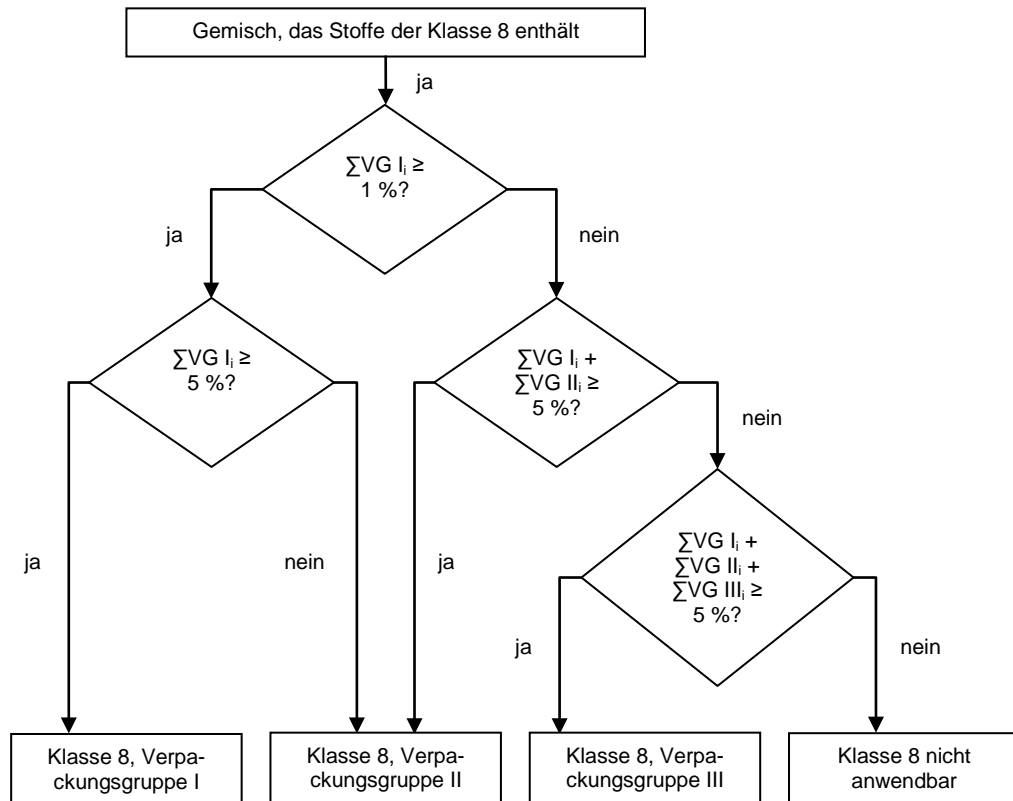 Gemisch, das Stoffe der Klasse 8 enthält
ja
∑VG Iᵢ ≥
1 %?
ja
nein
∑VG Iᵢ ≥
5 %?
∑VG Iᵢ +
∑VG IIᵢ ≥
5 %?
nein
∑VG Iᵢ +
∑VG IIᵢ +
∑VG IIIᵢ ≥
5 %?
ja
nein
ja
ja
nein
Klasse 8, Verpa-
ckungsgruppe I
Klasse 8, Verpa-
ckungsgruppe II
Klasse 8, Verpa-
ckungsgruppe III
Klasse 8 nicht
anwendbar